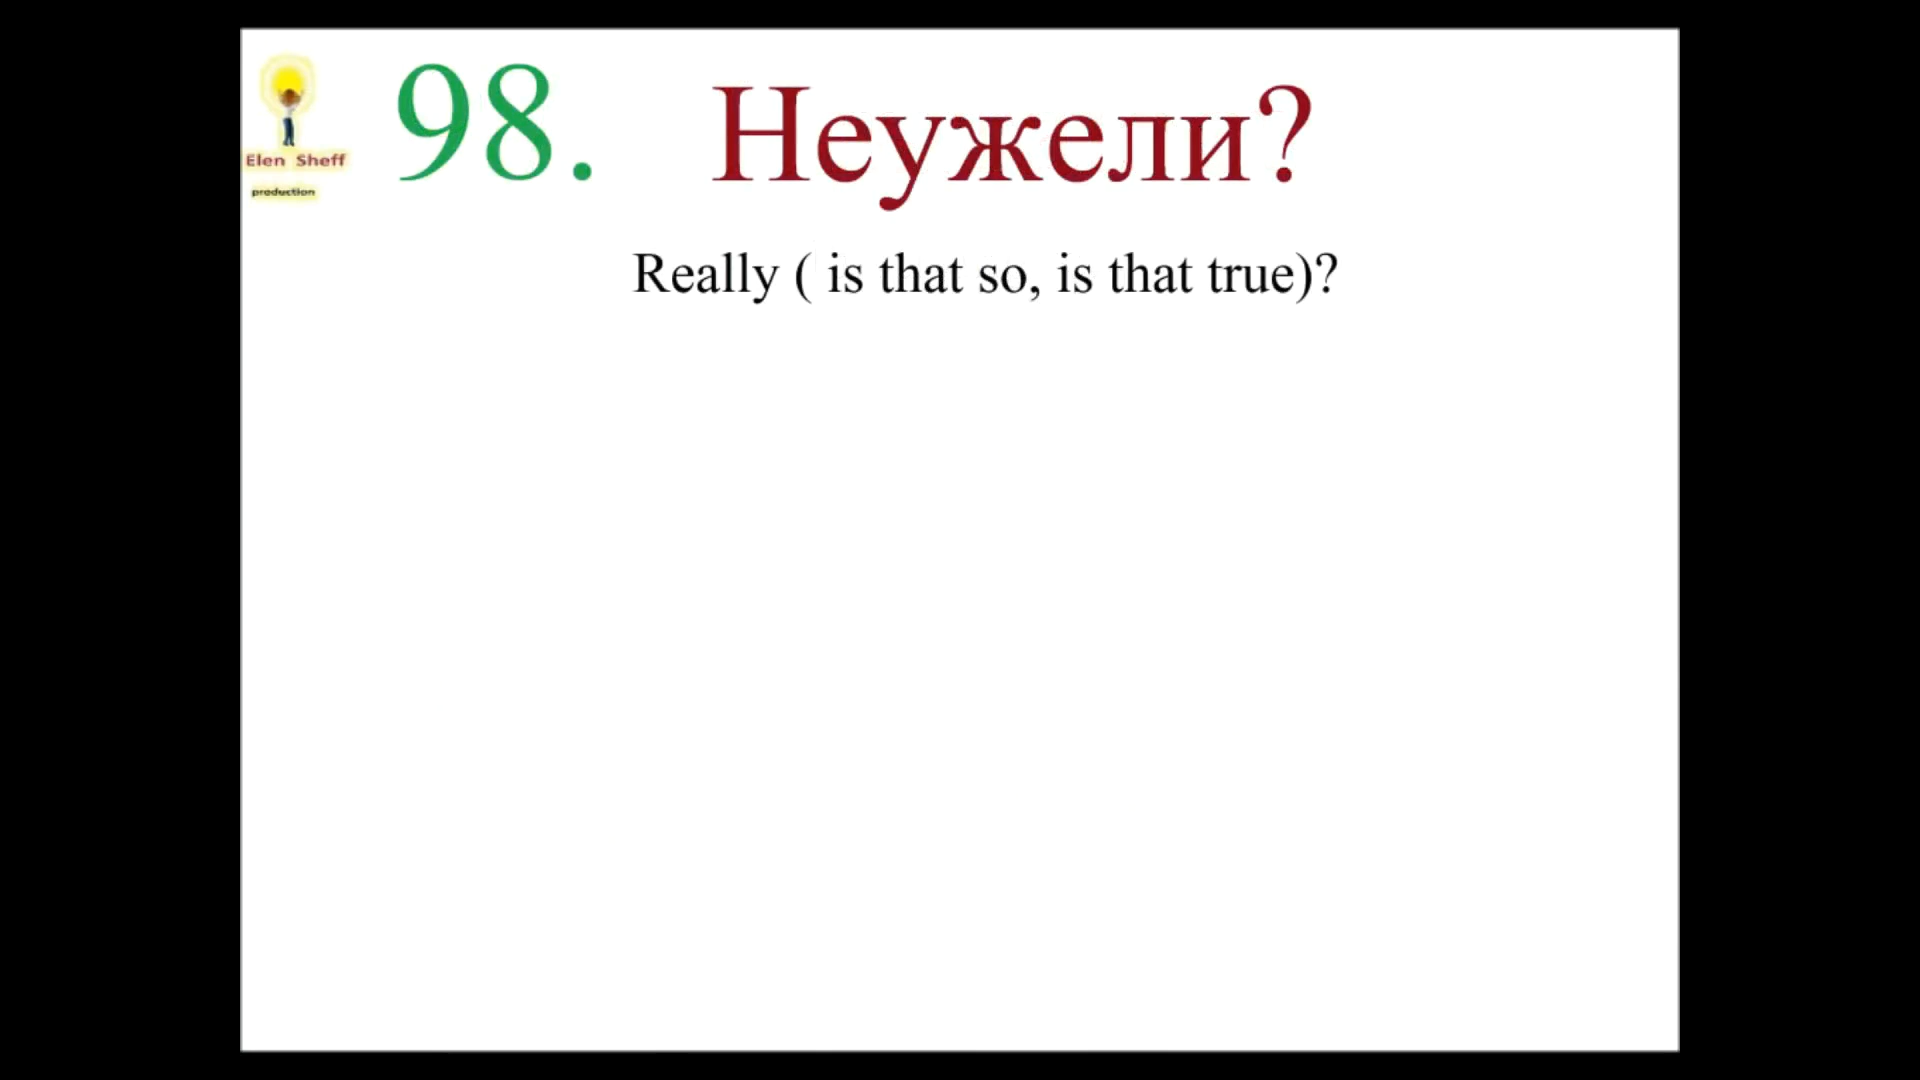 98. Неужели?
Elen Sheff
production
Really ( is that so, is that true)?